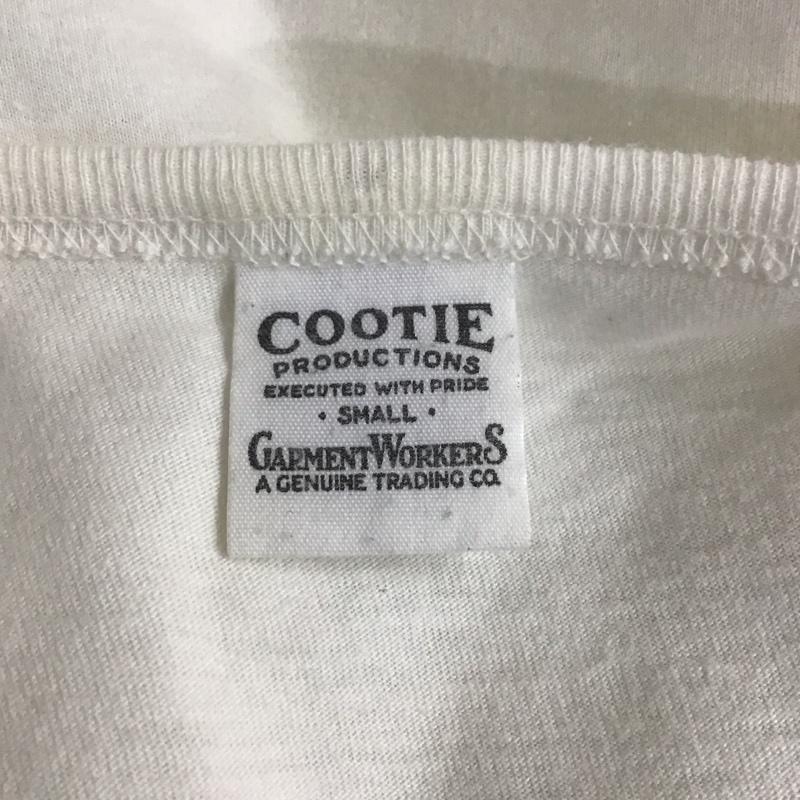 COOTIE
PRODUCTIONS
EXECUTED WITH PRIDE
• SMALL •
GARMENTWORKERS
A GENUINE TRADING CO.